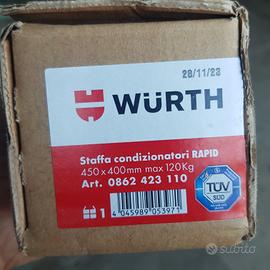 28/11/23
WÜRTH
Staffa condizionatori RAPID
450 x 400mm max 120Kg
Art. 0862 423 110
1
4 045989 053971
TÜV
SÜD
subito